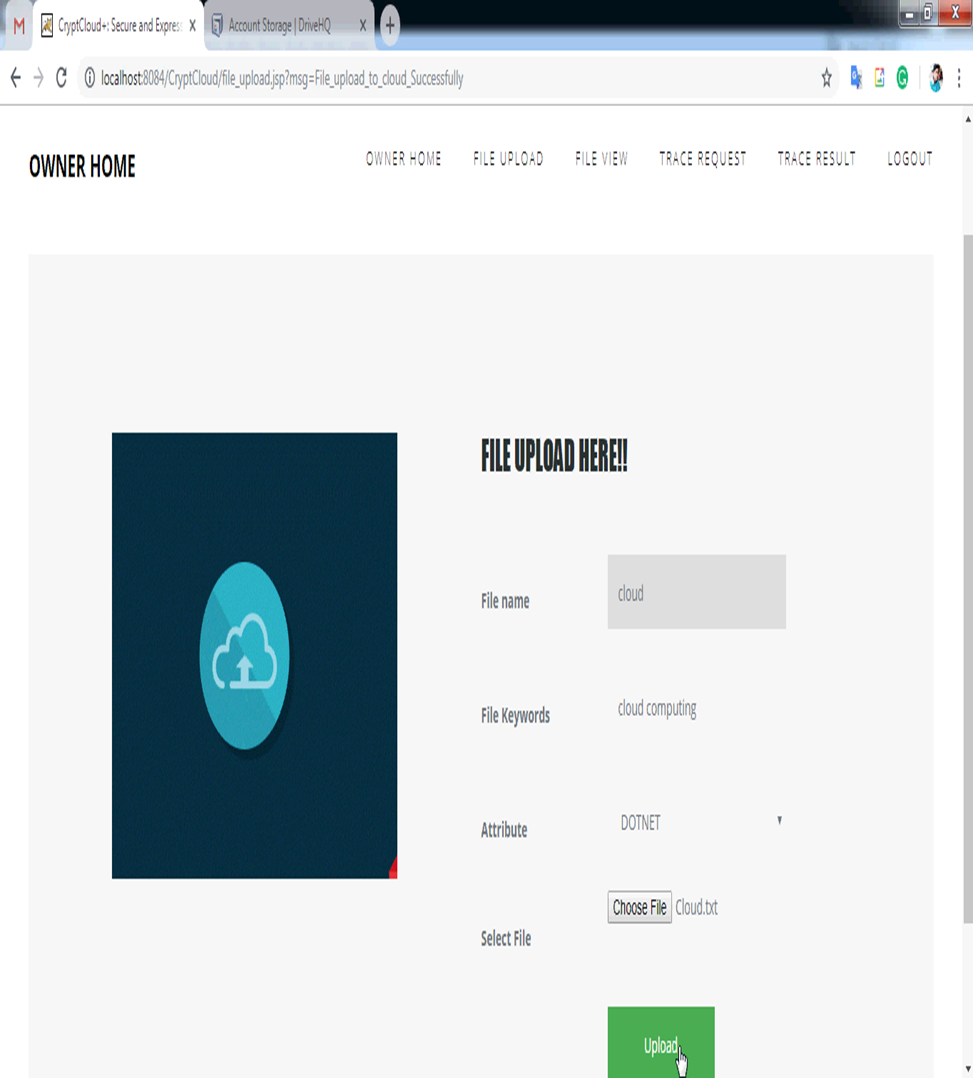 M CryptCloud+: Secure and Expres Account Storage | DriveHQ
localhost:8084/CryptCloud/file_upload.jsp?msg=File_upload_to_cloud_Successfully
OWNER HOME OWNER HOME FILE UPLOAD FILE VIEW TRACE REQUEST TRACE RESULT LOGOUT
FILE UPLOAD HERE!!
File name cloud
File Keywords cloud computing
Attribute DOTNET
Choose File Cloud.txt
Select File
Upload